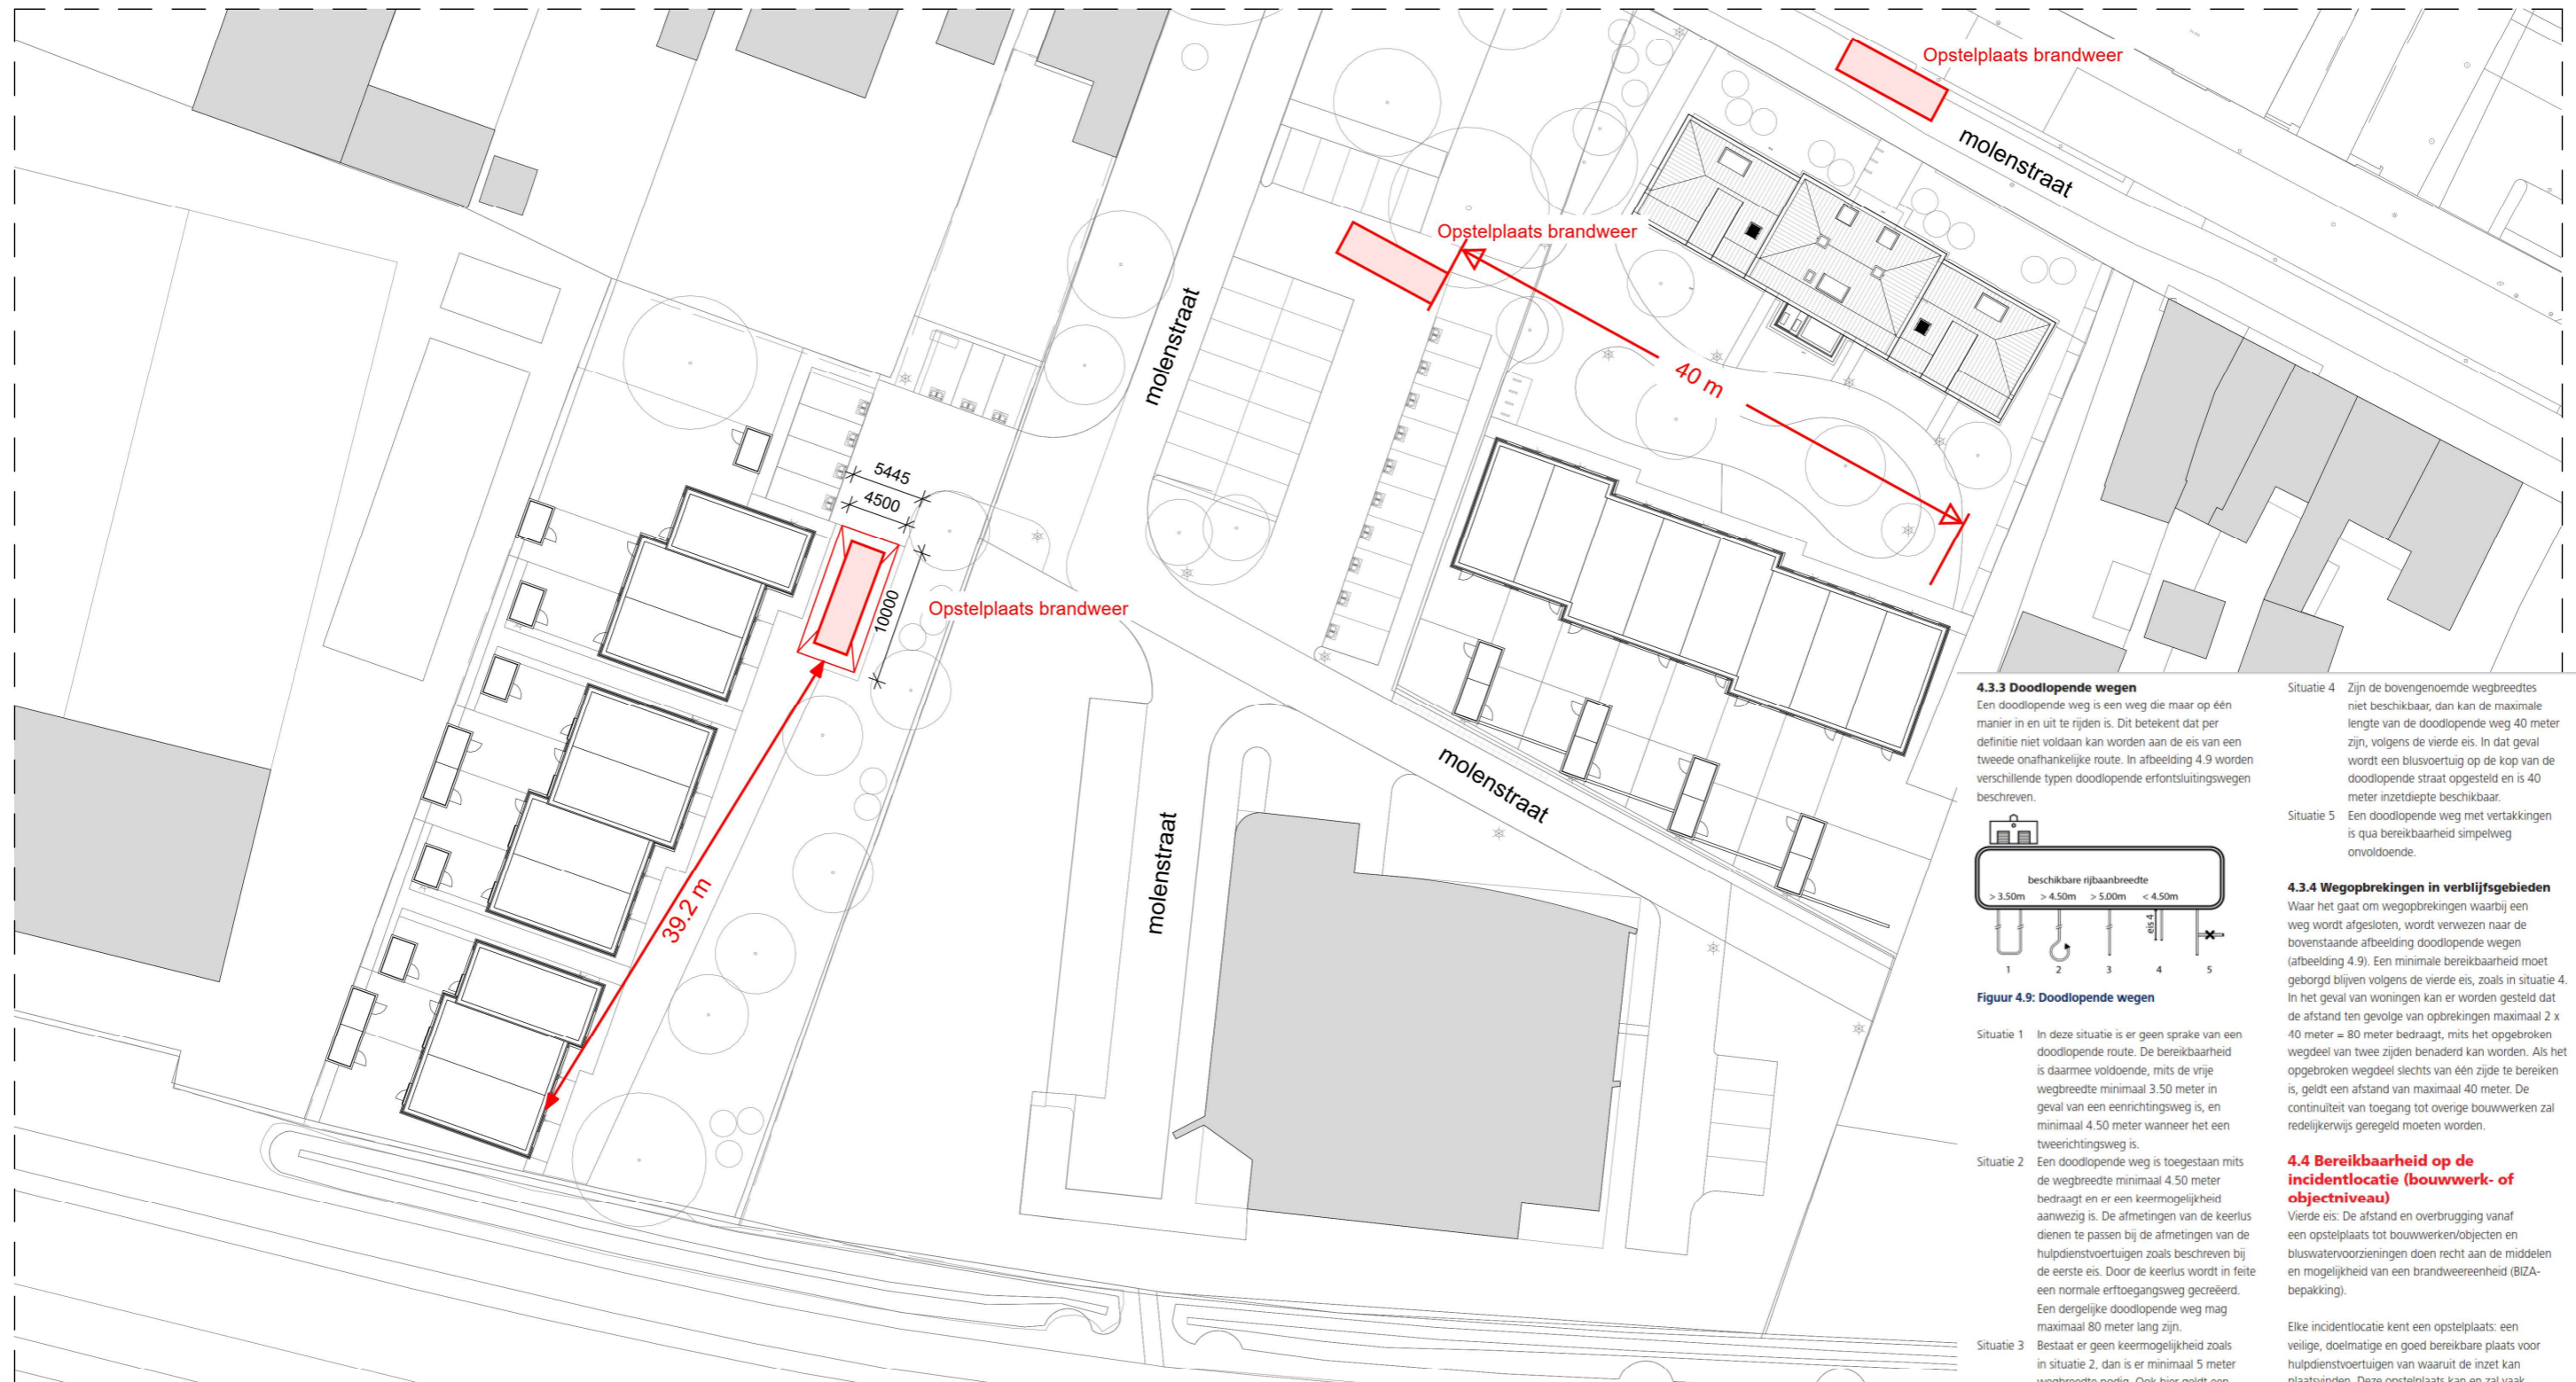 Opstelplaats brandweer
molenstraat
Opstelplaats brandweer
molenstraat
40 m
5445
4500
10000
Opstelplaats brandweer
39.2 m
molenstraat
molenstraat
4.3.3 Doodlopende wegen
Een doodlopende weg is een weg die maar op één
manier in en uit te rijden is. Dit betekent dat per
definitie niet voldaan kan worden aan de eis van een
tweede onafhankelijke route. In afbeelding 4.9 worden
verschillende typen doodlopende erfontsluitingswegen
beschreven.
beschikbare rijbaanbreedte
> 3.50m > 4.50m > 5.00m < 4.50m
eis 4
1 2 3 4 5
Figuur 4.9: Doodlopende wegen
Situatie 1 In deze situatie is er geen sprake van een
doodlopende route. De bereikbaarheid
is daarmee voldoende, mits de vrije
wegbreedte minimaal 3.50 meter in
geval van een eenrichtingsweg is, en
minimaal 4.50 meter wanneer het een
tweerichtingsweg is.
Situatie 2 Een doodlopende weg is toegestaan mits
de wegbreedte minimaal 4.50 meter
bedraagt en er een keermogelijkheid
aanwezig is. De afmetingen van de keerlus
dienen te passen bij de afmetingen van de
hulpdienstvoertuigen zoals beschreven bij
de eerste eis. Door de keerlus wordt in feite
een normale erftoegangsweg gecreëerd.
Een dergelijke doodlopende weg mag
maximaal 80 meter lang zijn.
Situatie 3 Bestaat er geen keermogelijkheid zoals
in situatie 2, dan is er minimaal 5 meter
wegbreedte nodig. Ook hier geldt een
Situatie 4 Zijn de bovengenoemde wegbreedtes
niet beschikbaar, dan kan de maximale
lengte van de doodlopende weg 40 meter
zijn, volgens de vierde eis. In dat geval
wordt een blusvoertuig op de kop van de
doodlopende straat opgesteld en is 40
meter inzetdiepte beschikbaar.
Situatie 5 Een doodlopende weg met vertakkingen
is qua bereikbaarheid simpelweg
onvoldoende.
4.3.4 Wegopbrekingen in verblijfsgebieden
Waar het gaat om wegopbrekingen waarbij een
weg wordt afgesloten, wordt verwezen naar de
bovenstaande afbeelding doodlopende wegen
(afbeelding 4.9). Een minimale bereikbaarheid moet
geborgd blijven volgens de vierde eis, zoals in situatie 4.
In het geval van woningen kan er worden gesteld dat
de afstand ten gevolge van opbrekingen maximaal 2 x
40 meter = 80 meter bedraagt, mits het opgebroken
wegdeel van twee zijden benaderd kan worden. Als het
opgebroken wegdeel slechts van één zijde te bereiken
is, geldt een afstand van maximaal 40 meter. De
continuïteit van toegang tot overige bouwwerken zal
redelijkerwijs geregeld moeten worden.
4.4 Bereikbaarheid op de
incidentlocatie (bouwwerk- of
objectniveau)
Vierde eis: De afstand en overbrugging vanaf
een opstelplaats tot bouwwerken/objecten en
bluswatervoorzieningen doen recht aan de middelen
en mogelijkheid van een brandweereenheid (BIZA-
bepakking).
Elke incidentlocatie kent een opstelplaats: een
veilige, doelmatige en goed bereikbare plaats voor
hulpdienstvoertuigen van waaruit de inzet kan
plaatsvinden. Deze opstelplaats kan en zal vaak